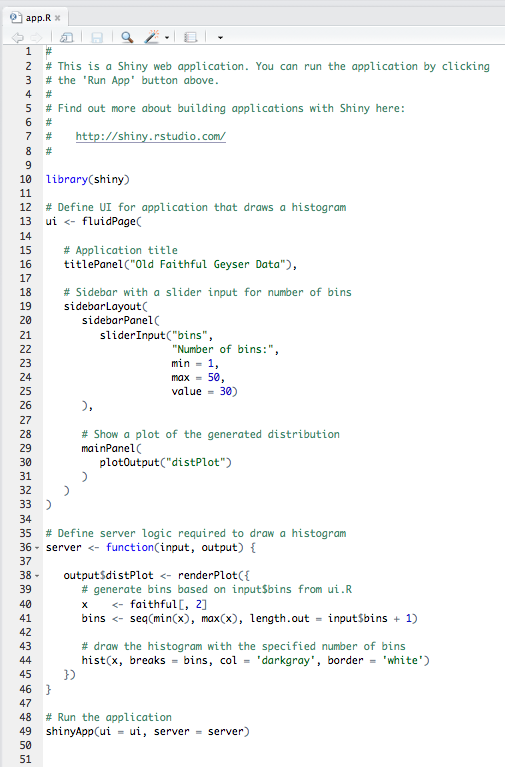 app.R
1 #
2 # This is a Shiny web application. You can run the application by clicking
3 # the 'Run App' button above.
4 #
5 # Find out more about building applications with Shiny here:
6 #
7 #    http://shiny.rstudio.com/
8 #
9
10 library(shiny)
11
12 # Define UI for application that draws a histogram
13 ui <- fluidPage(
14
15    # Application title
16    titlePanel("Old Faithful Geyser Data"),
17
18    # Sidebar with a slider input for number of bins
19    sidebarLayout(
20       sidebarPanel(
21          sliderInput("bins",
22                      "Number of bins:",
23                      min = 1,
24                      max = 50,
25                      value = 30)
26       ),
27
28       # Show a plot of the generated distribution
29       mainPanel(
30          plotOutput("distPlot")
31       )
32    )
33 )
34
35 # Define server logic required to draw a histogram
36 server <- function(input, output) {
37
38    output$distPlot <- renderPlot({
39       # generate bins based on input$bins from ui.R
40       x    <- faithful[, 2]
41       bins <- seq(min(x), max(x), length.out = input$bins + 1)
42
43       # draw the histogram with the specified number of bins
44       hist(x, breaks = bins, col = 'darkgray', border = 'white')
45    })
46 }
47
48 # Run the application
49 shinyApp(ui = ui, server = server)
50
51